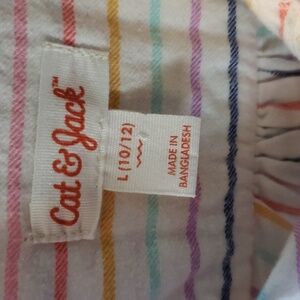 Cat & Jack™
L (10/12)
MADE IN
BANGLADESH